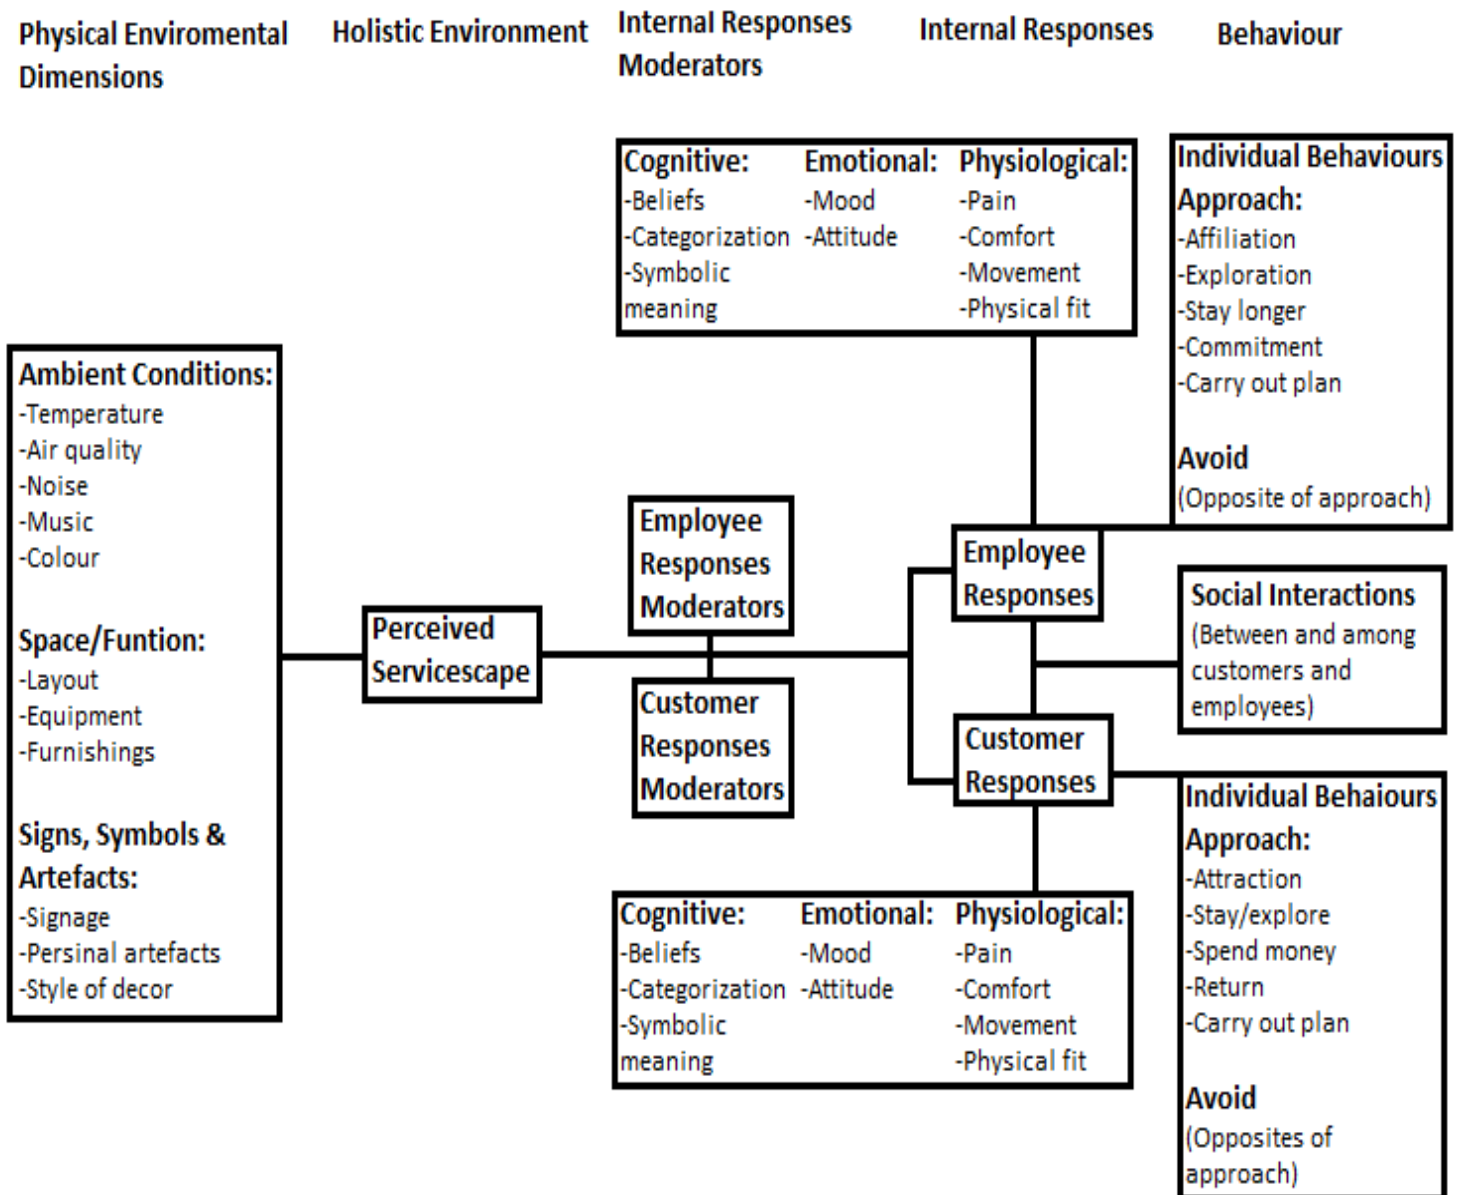 Physical Enviromental
Dimensions
Holistic Environment
Internal Responses
Moderators
Internal Responses
Behaviour
Ambient Conditions:
-Temperature
-Air quality
-Noise
-Music
-Colour
Space/Funtion:
-Layout
-Equipment
-Furnishings
Signs, Symbols &
Artefacts:
-Signage
-Persinal artefacts
-Style of decor
Perceived
Servicescape
Employee
Responses
Moderators
Customer
Responses
Moderators
Cognitive:
-Beliefs
-Categorization
-Symbolic
meaning
Emotional:
-Mood
-Attitude
Physiological:
-Pain
-Comfort
-Movement
-Physical fit
Employee
Responses
Customer
Responses
Cognitive:
-Beliefs
-Categorization
-Symbolic
meaning
Emotional:
-Mood
-Attitude
Physiological:
-Pain
-Comfort
-Movement
-Physical fit
Individual Behaviours
Approach:
-Affiliation
-Exploration
-Stay longer
-Commitment
-Carry out plan
Avoid
(Opposite of approach)
Social Interactions
(Between and among
customers and
employees)
Individual Behaiours
Approach:
-Attraction
-Stay/explore
-Spend money
-Return
-Carry out plan
Avoid
(Opposites of
approach)